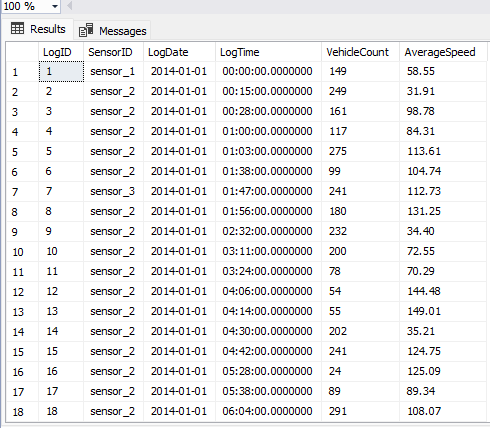 100 %
Results Messages
LogID SensorID LogDate LogTime VehicleCount AverageSpeed
1 1 sensor_1 2014-01-01 00:00:00.0000000 149 58.55
2 2 sensor_2 2014-01-01 00:15:00.0000000 249 31.91
3 3 sensor_2 2014-01-01 00:28:00.0000000 161 98.78
4 4 sensor_2 2014-01-01 01:00:00.0000000 117 84.31
5 5 sensor_2 2014-01-01 01:03:00.0000000 275 113.61
6 6 sensor_2 2014-01-01 01:38:00.0000000 99 104.74
7 7 sensor_3 2014-01-01 01:47:00.0000000 241 112.73
8 8 sensor_2 2014-01-01 01:56:00.0000000 180 131.25
9 9 sensor_2 2014-01-01 02:32:00.0000000 232 34.40
10 10 sensor_2 2014-01-01 03:11:00.0000000 200 72.55
11 11 sensor_2 2014-01-01 03:24:00.0000000 78 70.29
12 12 sensor_2 2014-01-01 04:06:00.0000000 54 144.48
13 13 sensor_2 2014-01-01 04:14:00.0000000 55 149.01
14 14 sensor_2 2014-01-01 04:30:00.0000000 202 35.21
15 15 sensor_2 2014-01-01 04:42:00.0000000 241 124.75
16 16 sensor_2 2014-01-01 05:28:00.0000000 24 125.09
17 17 sensor_2 2014-01-01 05:38:00.0000000 89 89.34
18 18 sensor_2 2014-01-01 06:04:00.0000000 291 108.07